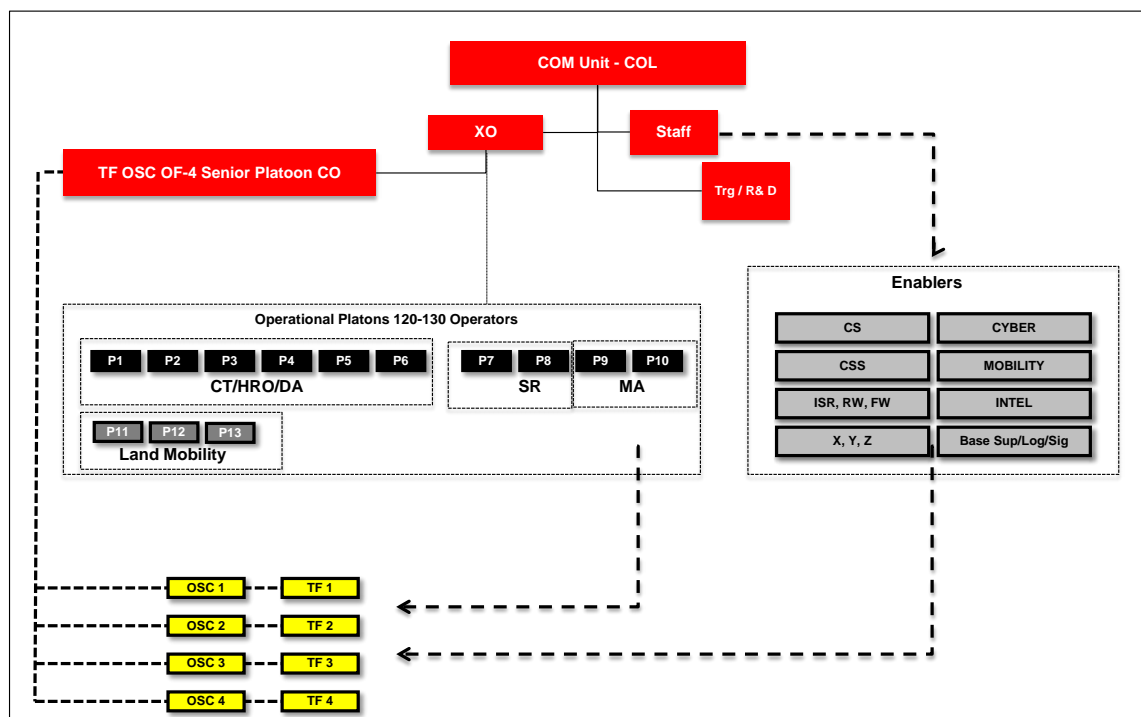 COM Unit - COL
XO
Staff
TF OSC OF-4 Senior Platoon CO
Trg / R& D
Enablers
Operational Platons 120-130 Operators
CS CYBER
P1 P2 P3 P4 P5 P6 P7 P8 P9 P10
CSS MOBILITY
CT/HRO/DA SR MA
ISR, RW, FW INTEL
P11 P12 P13
X, Y, Z Base Sup/Log/Sig
Land Mobility
OSC 1 TF 1
OSC 2 TF 2
OSC 3 TF 3
OSC 4 TF 4